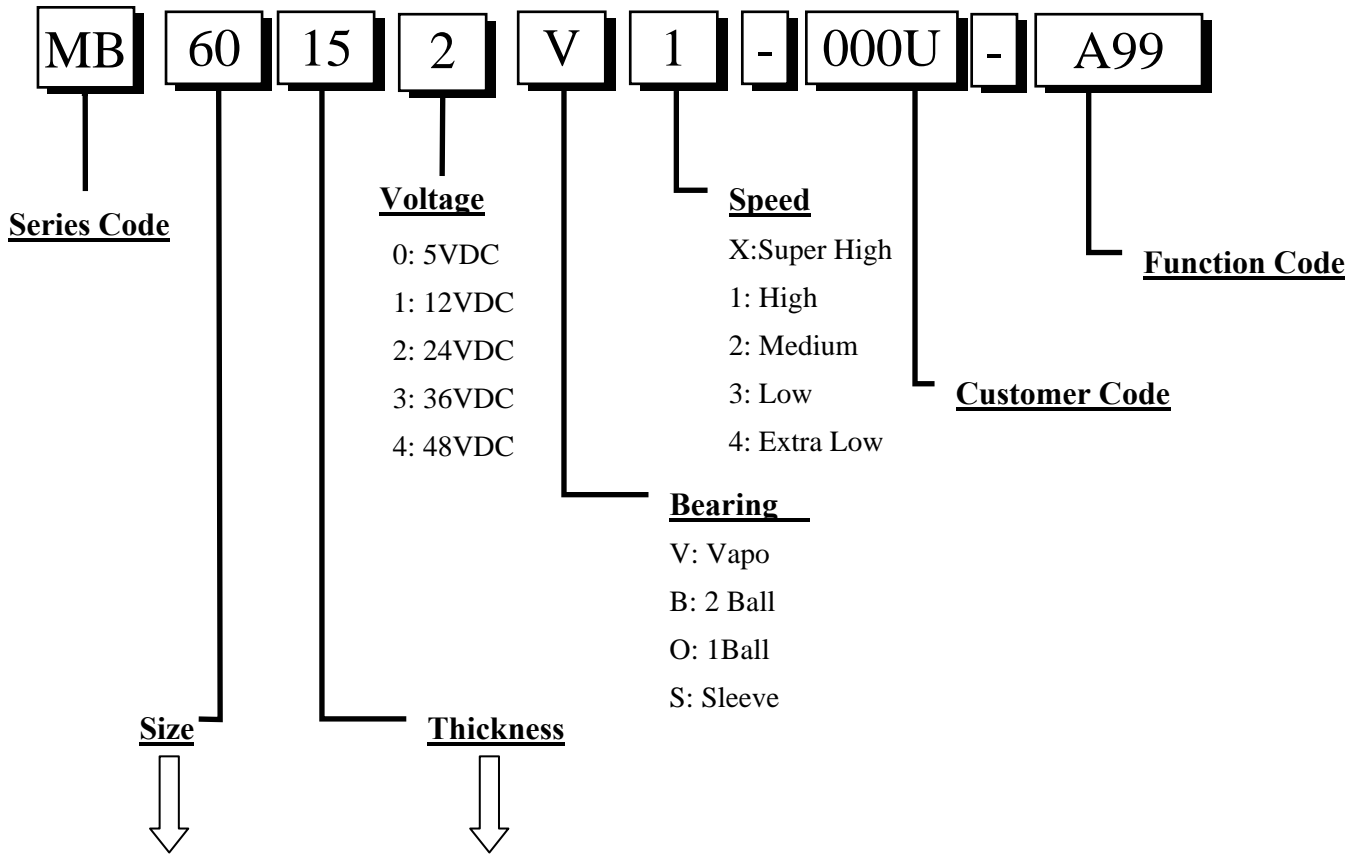 MB 60 15 2 V 1 - 000U - A99
Series Code
Voltage
0: 5VDC
1: 12VDC
2: 24VDC
3: 36VDC
4: 48VDC
Speed
X:Super High
1: High
2: Medium
3: Low
4: Extra Low
Function Code
Customer Code
Bearing
V: Vapo
B: 2 Ball
O: 1Ball
S: Sleeve
Size
Thickness